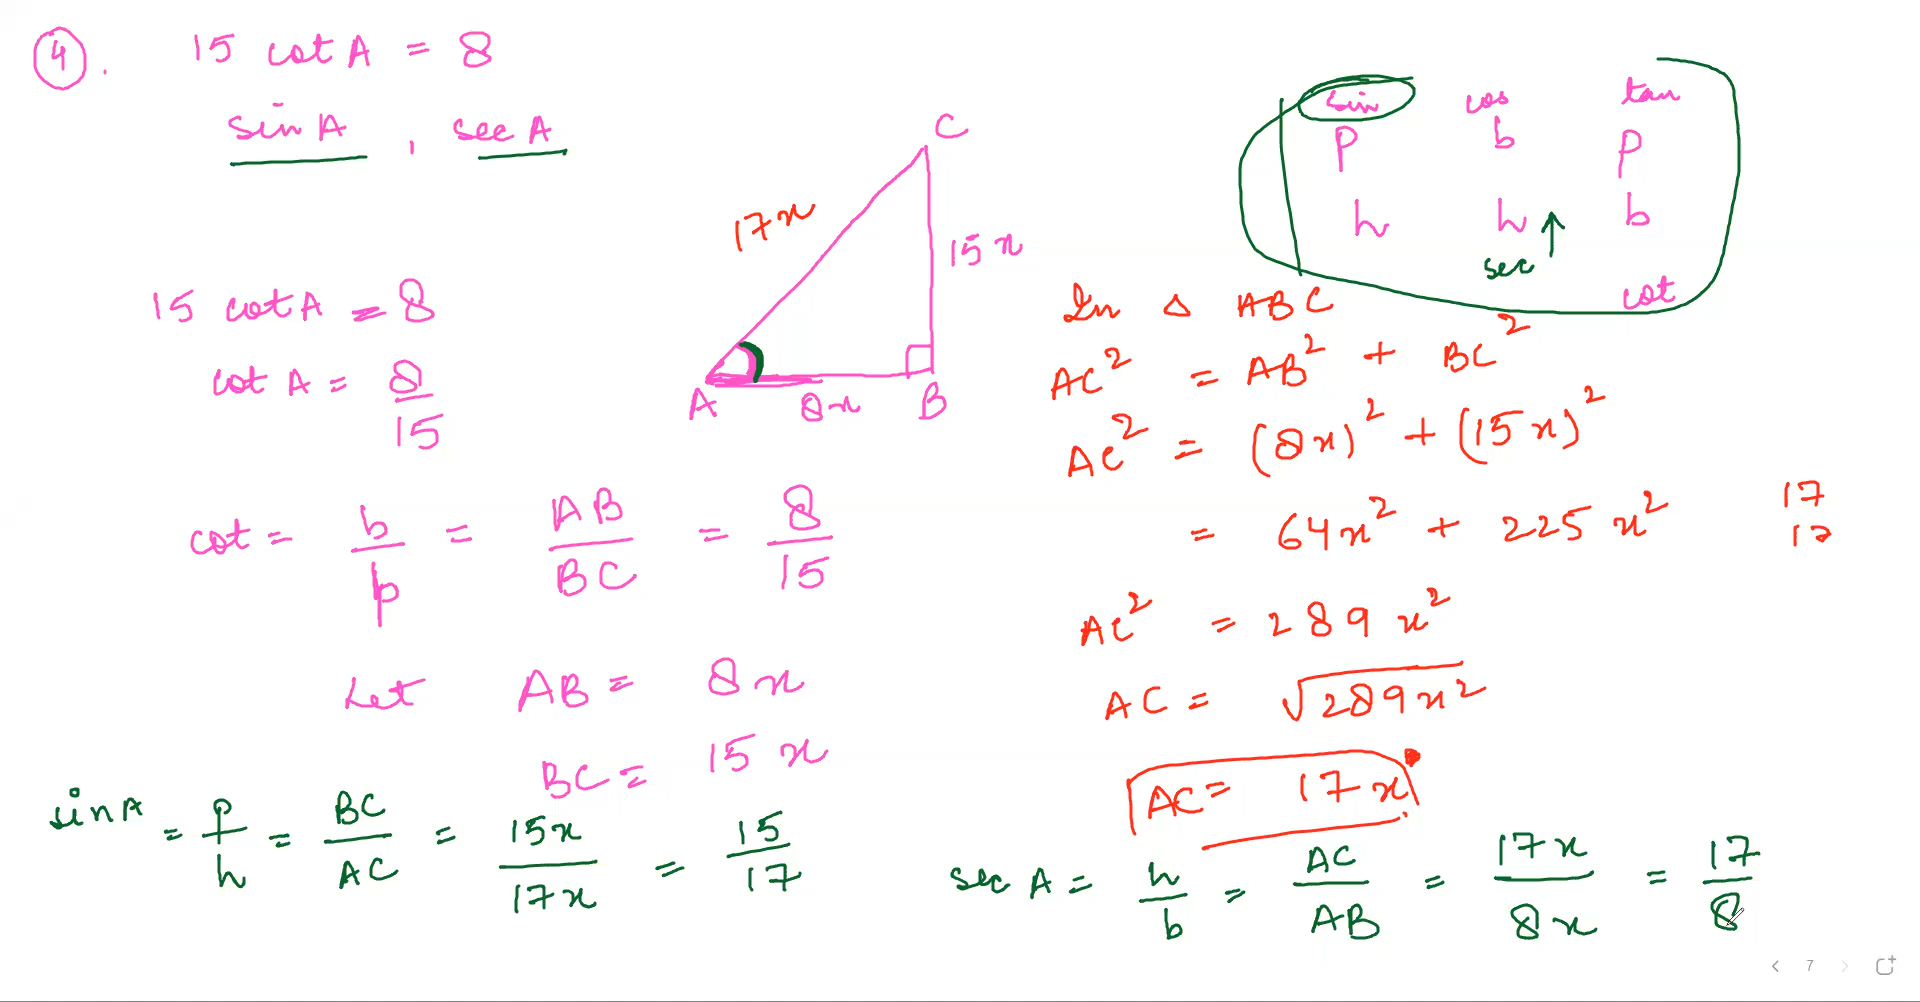 4. 15 cot A = 8
sin A , sec A
15 cot A = 8
cot A = 8/15
cot = b/p = AB/BC = 8/15
Let AB = 8x
BC = 15x
sin A = p/h = BC/AC = 15x/17x = 15/17
C
17x
15x
A
8x
B
sin cos tan
p b p
h h b
sec
cot
In △ ABC
AC² = AB² + BC²
AC² = (8x)² + (15x)²
= 64x² + 225x²
17
17
AC² = 289x²
AC = √289x²
AC = 17x
sec A = h/b = AC/AB = 17x/8x = 17/8
7